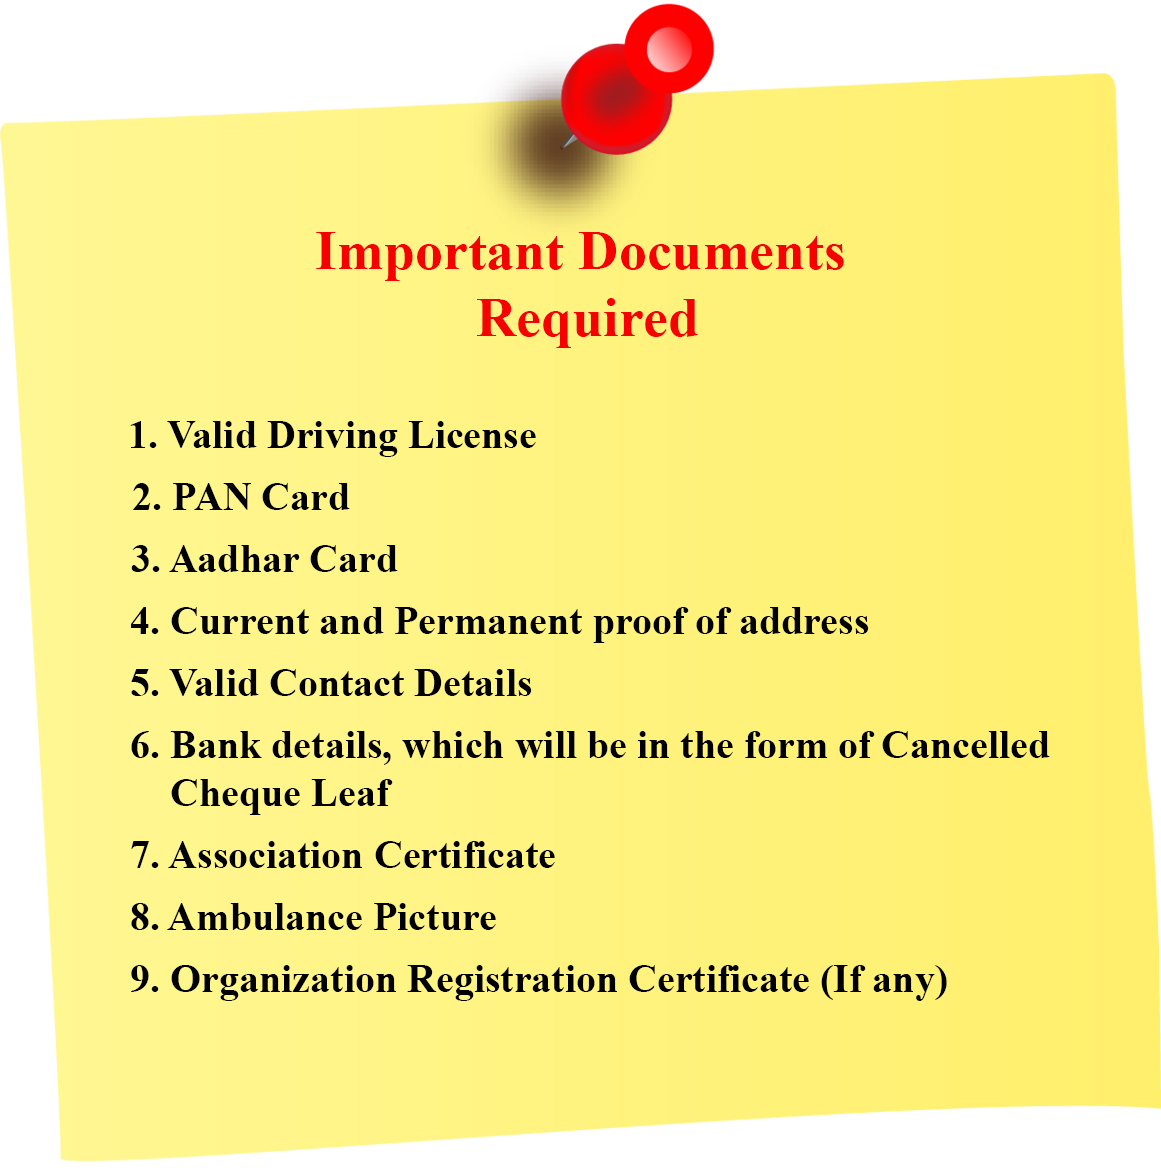 Important Documents
Required
1. Valid Driving License
2. PAN Card
3. Aadhar Card
4. Current and Permanent proof of address
5. Valid Contact Details
6. Bank details, which will be in the form of Cancelled
Cheque Leaf
7. Association Certificate
8. Ambulance Picture
9. Organization Registration Certificate (If any)